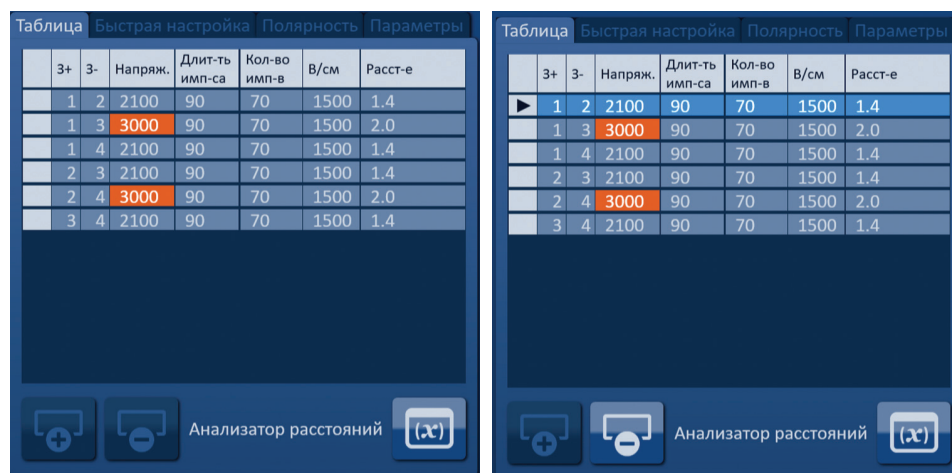 Таблица Быстрая настройка Полярность Параметры
З+ З- Напряж. Длит-ть имп-са Кол-во имп-в В/см Расст-е
1 2 2100 90 70 1500 1.4
1 3 3000 90 70 1500 2.0
1 4 2100 90 70 1500 1.4
2 3 2100 90 70 1500 1.4
2 4 3000 90 70 1500 2.0
3 4 2100 90 70 1500 1.4
Анализатор расстояний (x)
Таблица Быстрая настройка Полярность Параметры
З+ З- Напряж. Длит-ть имп-са Кол-во имп-в В/см Расст-е
1 2 2100 90 70 1500 1.4
1 3 3000 90 70 1500 2.0
1 4 2100 90 70 1500 1.4
2 3 2100 90 70 1500 1.4
2 4 3000 90 70 1500 2.0
3 4 2100 90 70 1500 1.4
Анализатор расстояний (x)